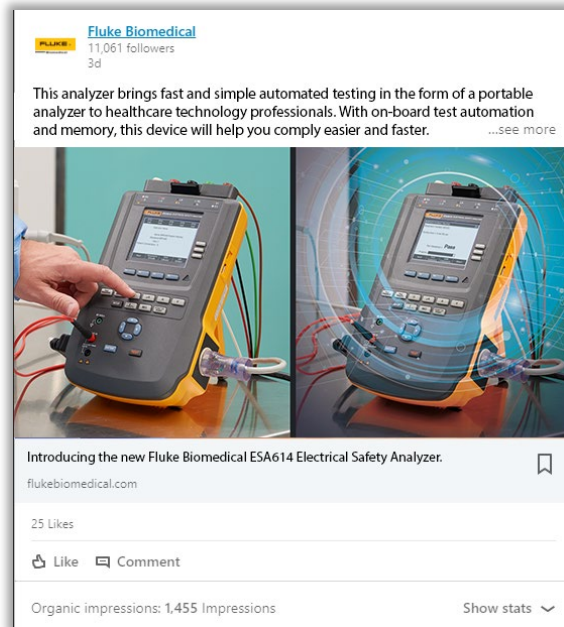 FLUKE
Biomedical
Fluke Biomedical
11,061 followers
3d
This analyzer brings fast and simple automated testing in the form of a portable
analyzer to healthcare technology professionals. With on-board test automation
and memory, this device will help you comply easier and faster. ...see more
FLUKE
FLUKE
Pass
Introducing the new Fluke Biomedical ESA614 Electrical Safety Analyzer.
flukebiomedical.com
25 Likes
Like Comment
Organic impressions: 1,455 Impressions Show stats